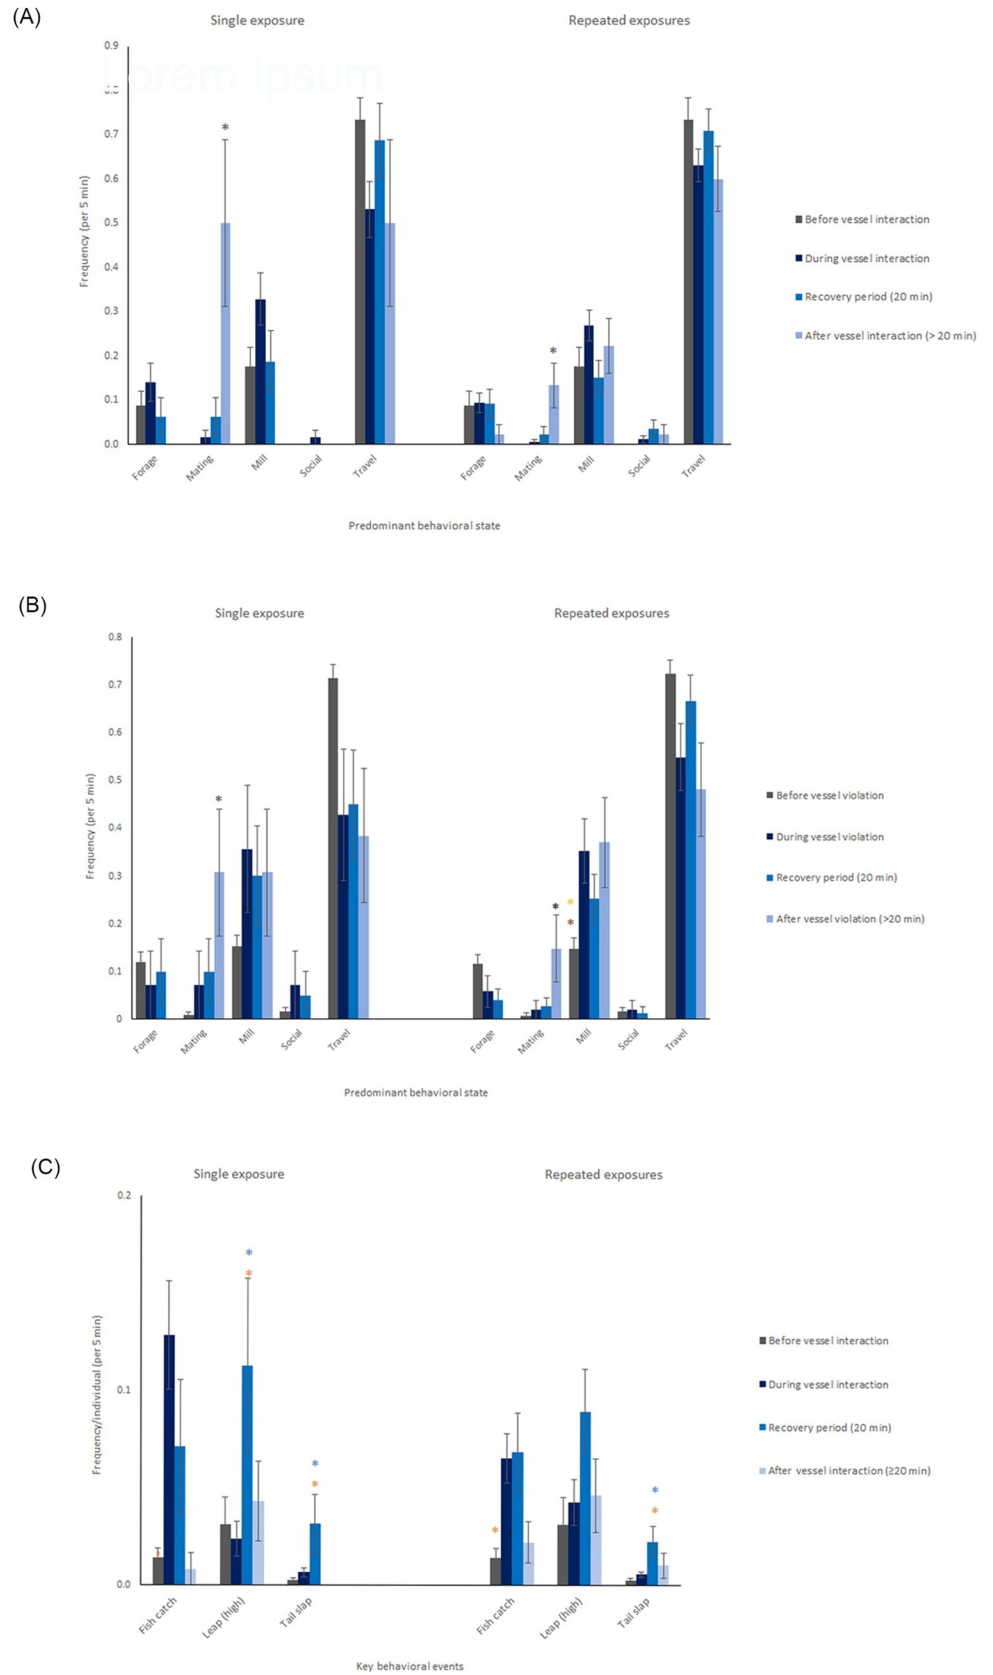 (A)
Single exposure
Repeated exposures
Lorem Ipsum
0.9
0.8
0.7
0.6
0.5
0.4
0.3
0.2
0.1
0.0
Frequency (per 5 min)
*
*
Before vessel interaction
During vessel interaction
Recovery period (20 min)
After vessel interaction (> 20 min)
Forage Mating Mill Social Travel
Forage Mating Mill Social Travel
Predominant behavioral state
(B)
Single exposure
Repeated exposures
0.8
0.7
0.6
0.5
0.4
0.3
0.2
0.1
0
Frequency (per 5 min)
*
*
*
*
Before vessel violation
During vessel violation
Recovery period (20 min)
After vessel violation (>20 min)
Forage Mating Mill Social Travel
Forage Mating Mill Social Travel
Predominant behavioral state
(C)
Single exposure
Repeated exposures
0.2
0.1
0.0
Frequency/individual (per 5 min)
*
*
*
*
*
*
*
Before vessel interaction
During vessel interaction
Recovery period (20 min)
After vessel interaction (≥20 min)
Fish catch Leap (high) Tail slap
Fish catch Leap (high) Tail slap
Key behavioral events